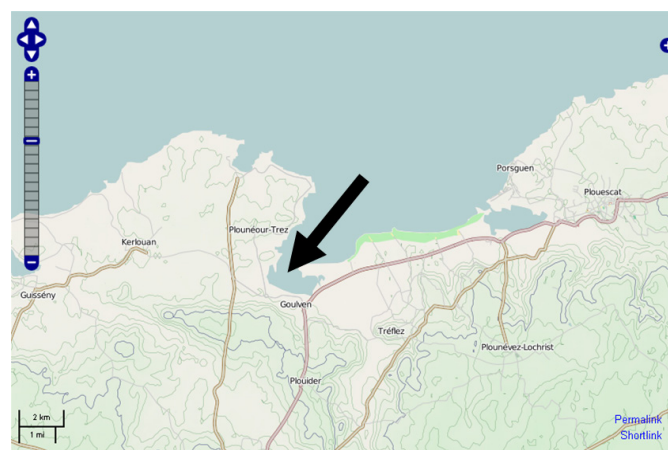 Porsguen
Plouescat
Plounéour-Trez
Kerlouan
Guissény
Goulven
Tréflez
Plounévez-Lochrist
Plouider
2 km
1 mi
Permalink
Shortlink